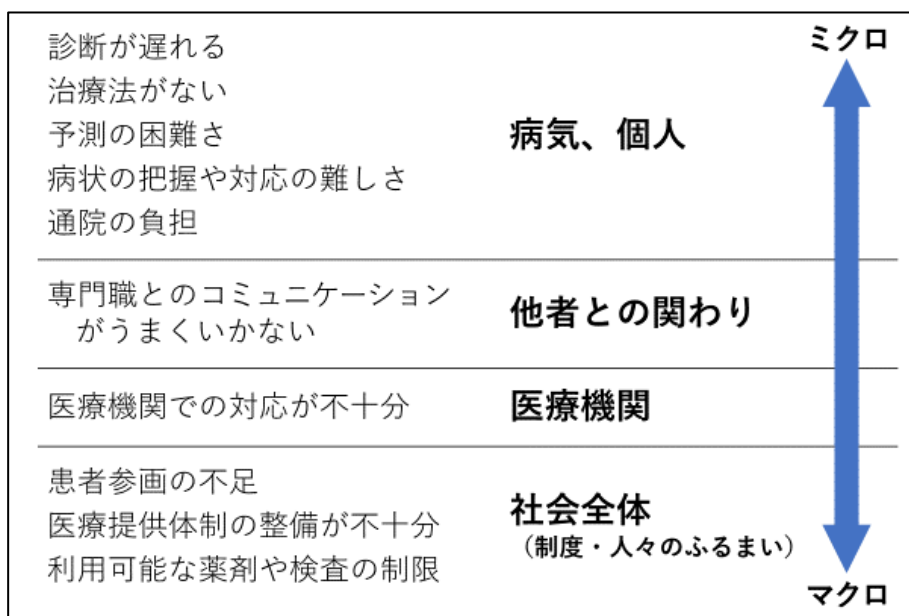 ミクロ
診断が遅れる
治療法がない
予測の困難さ
病状の把握や対応の難しさ
通院の負担
病気、個人
専門職とのコミュニケーション
がうまくいかない
他者との関わり
医療機関での対応が不十分
医療機関
患者参画の不足
医療提供体制の整備が不十分
利用可能な薬剤や検査の制限
社会全体
（制度・人々のふるまい）
マクロ